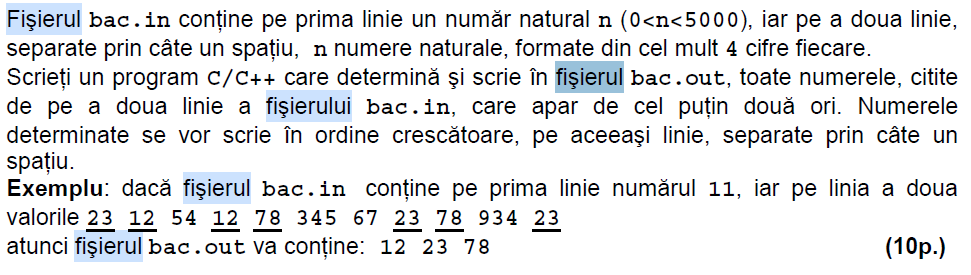 Fişierul bac.in conţine pe prima linie un număr natural n (0<n<5000), iar pe a doua linie,
separate prin câte un spaţiu, n numere naturale, formate din cel mult 4 cifre fiecare.
Scrieţi un program C/C++ care determină şi scrie în fişierul bac.out, toate numerele, citite
de pe a doua linie a fişierului bac.in, care apar de cel puţin două ori. Numerele
determinate se vor scrie în ordine crescătoare, pe aceeaşi linie, separate prin câte un
spaţiu.
Exemplu: dacă fişierul bac.in conţine pe prima linie numărul 11, iar pe linia a doua
valorile 23 12 54 12 78 345 67 23 78 934 23
atunci fişierul bac.out va conţine: 12 23 78 (10p.)